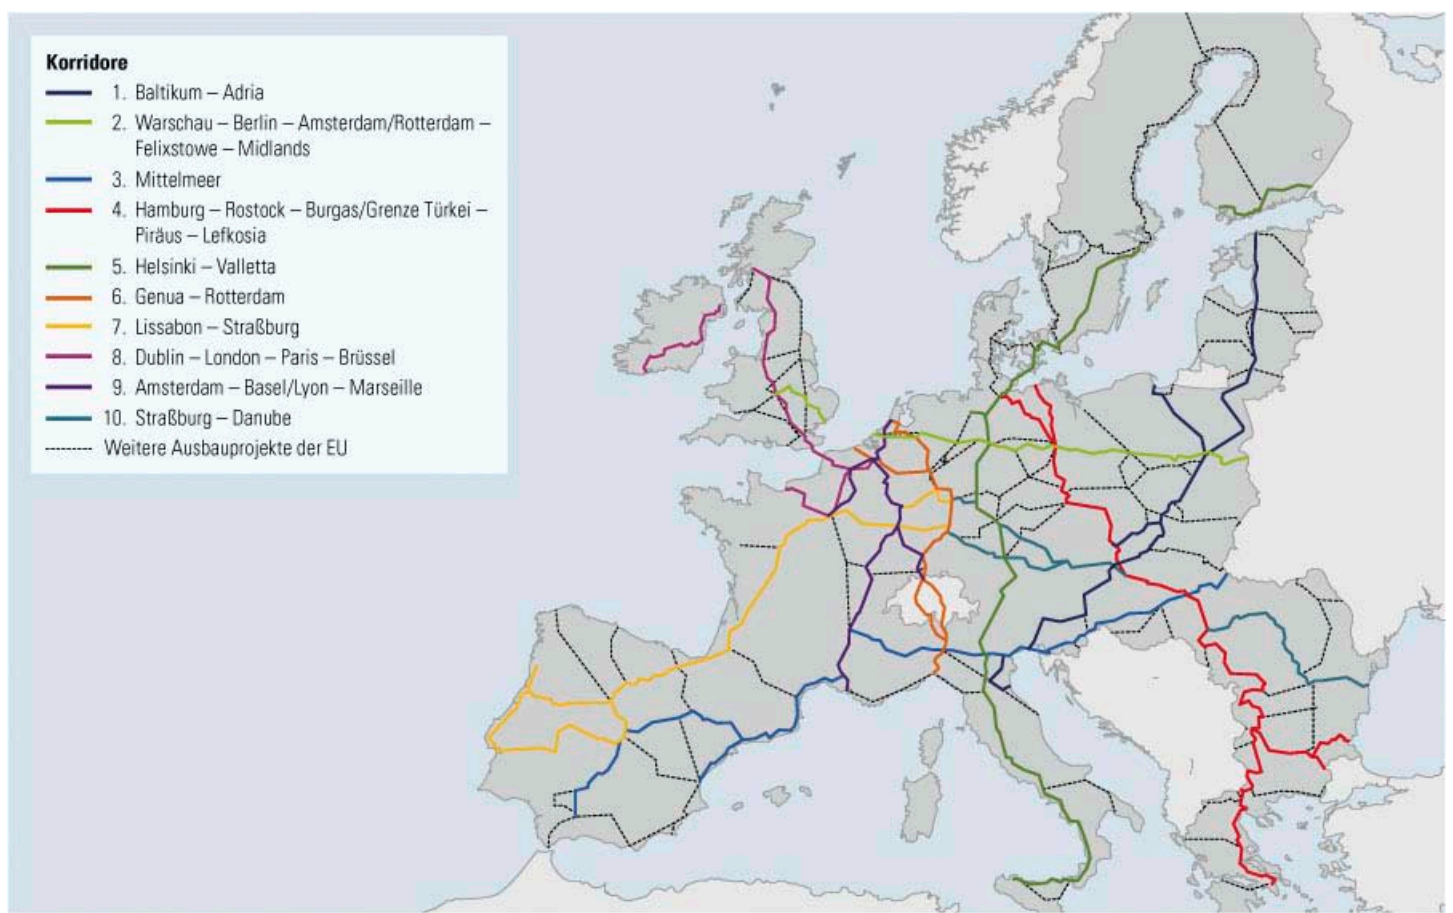 Korridore
1. Baltikum – Adria
2. Warschau – Berlin – Amsterdam/Rotterdam –
Felixstowe – Midlands
3. Mittelmeer
4. Hamburg – Rostock – Burgas/Grenze Türkei –
Piräus – Lefkosia
5. Helsinki – Valletta
6. Genua – Rotterdam
7. Lissabon – Straßburg
8. Dublin – London – Paris – Brüssel
9. Amsterdam – Basel/Lyon – Marseille
10. Straßburg – Danube
Weitere Ausbauprojekte der EU